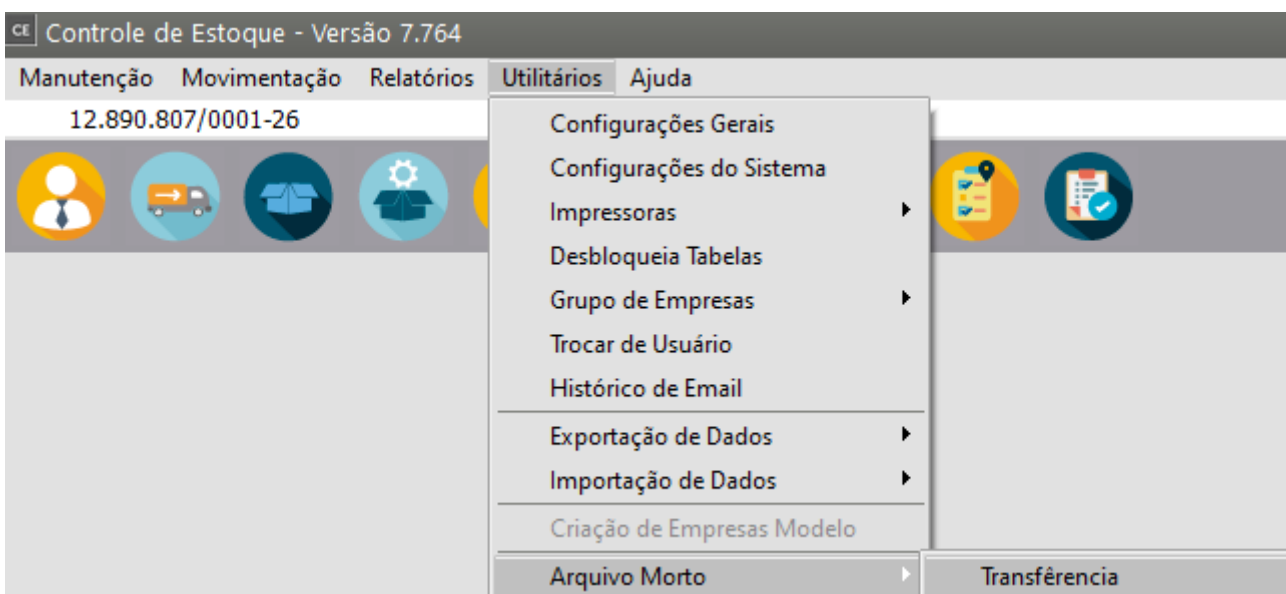 CE Controle de Estoque - Versão 7.764
Manutenção Movimentação Relatórios Utilitários Ajuda
12.890.807/0001-26
Configurações Gerais
Configurações do Sistema
Impressoras
Desbloqueia Tabelas
Grupo de Empresas
Trocar de Usuário
Histórico de Email
Exportação de Dados
Importação de Dados
Criação de Empresas Modelo
Arquivo Morto Transfêrencia